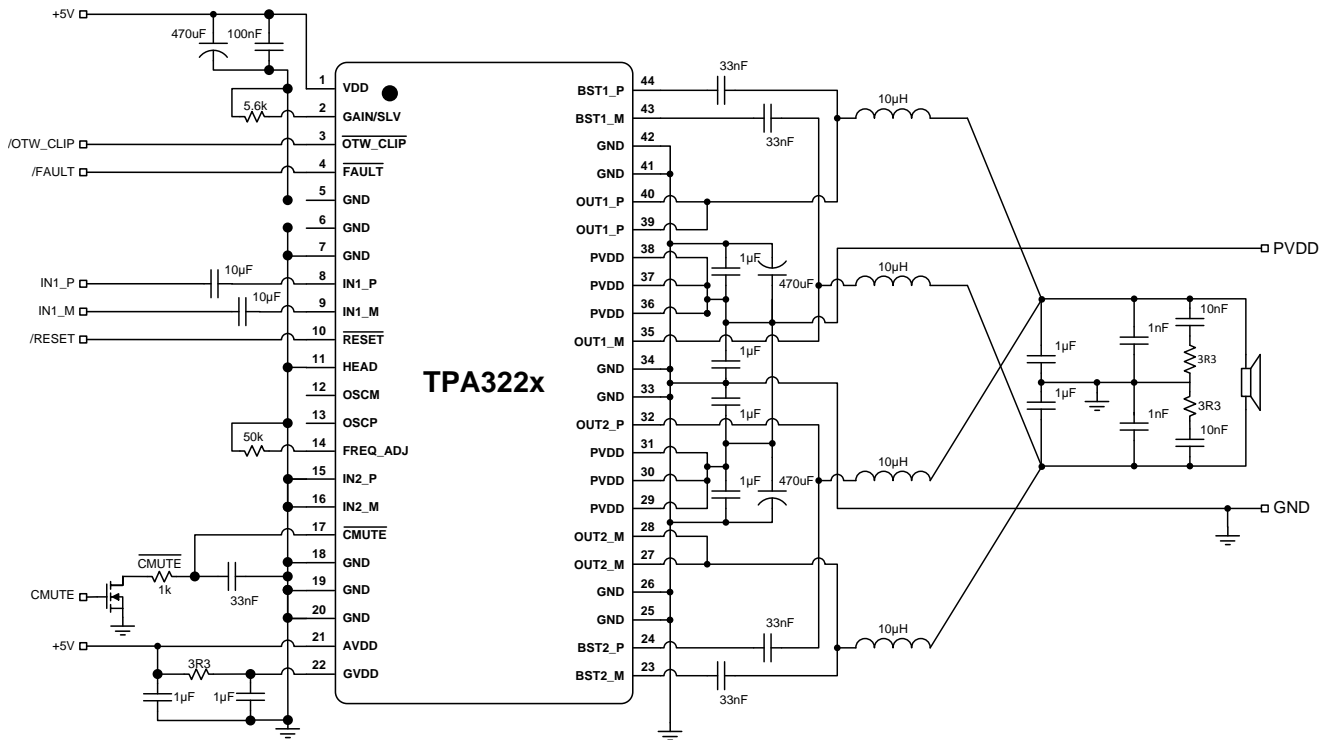 +5V
470uF
100nF
5.6k
/OTW_CLIP
/FAULT
IN1_P
10µF
IN1_M
10µF
/RESET
50k
CMUTE
CMUTE
1k
33nF
+5V
3R3
1µF
1µF
TPA322x
1 VDD
2 GAIN/SLV
3 OTW_CLIP
4 FAULT
5 GND
6 GND
7 GND
8 IN1_P
9 IN1_M
10 RESET
11 HEAD
12 OSCM
13 OSCP
14 FREQ_ADJ
15 IN2_P
16 IN2_M
17 CMUTE
18 GND
19 GND
20 GND
21 AVDD
22 GVDD
BST1_P 44
BST1_M 43
GND 42
GND 41
OUT1_P 40
OUT1_P 39
PVDD 38
PVDD 37
PVDD 36
OUT1_M 35
GND 34
GND 33
OUT2_P 32
PVDD 31
PVDD 30
PVDD 29
OUT2_M 28
OUT2_M 27
GND 26
GND 25
BST2_P 24
BST2_M 23
33nF
33nF
10µH
1µF
470uF
10µH
1µF
1µF
1µF
470uF
10µH
33nF
33nF
10µH
PVDD
1µF
1µF
1nF
1nF
10nF
3R3
3R3
10nF
GND